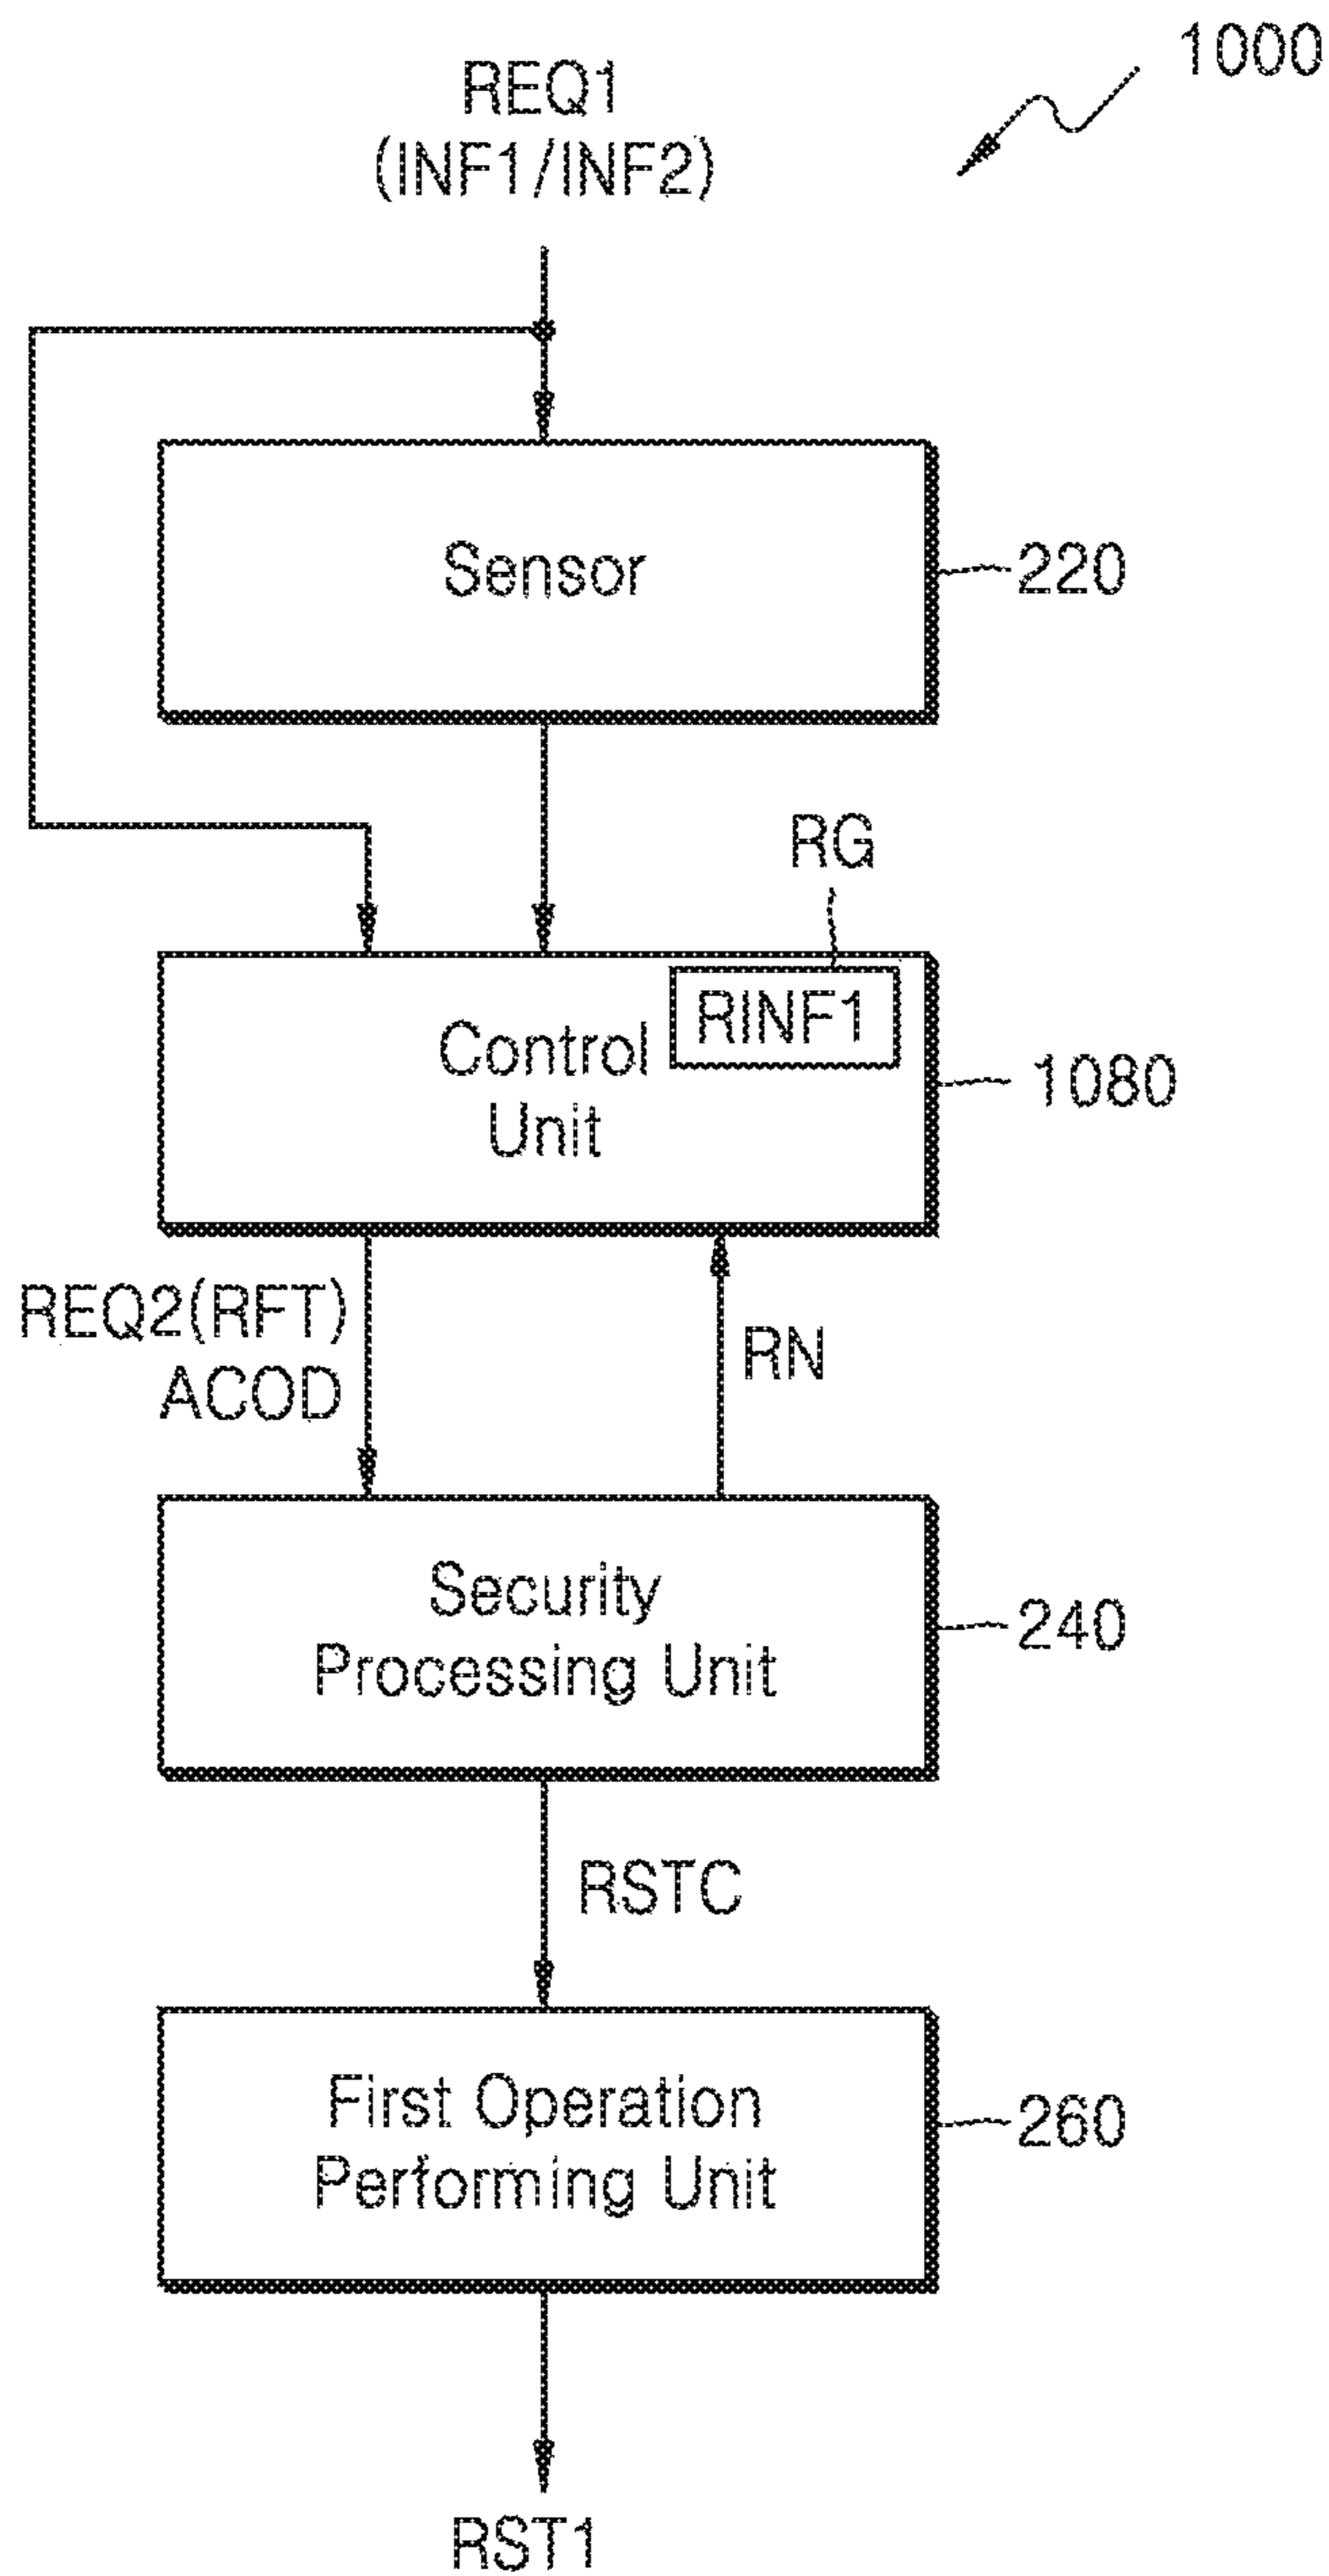 1000
REQ1
(INF1/INF2)
Sensor
220
RG
RINF1
Control
Unit
1080
REQ2(RFT)
ACOD
RN
Security
Processing Unit
240
RSTC
First Operation
Performing Unit
260
RST1